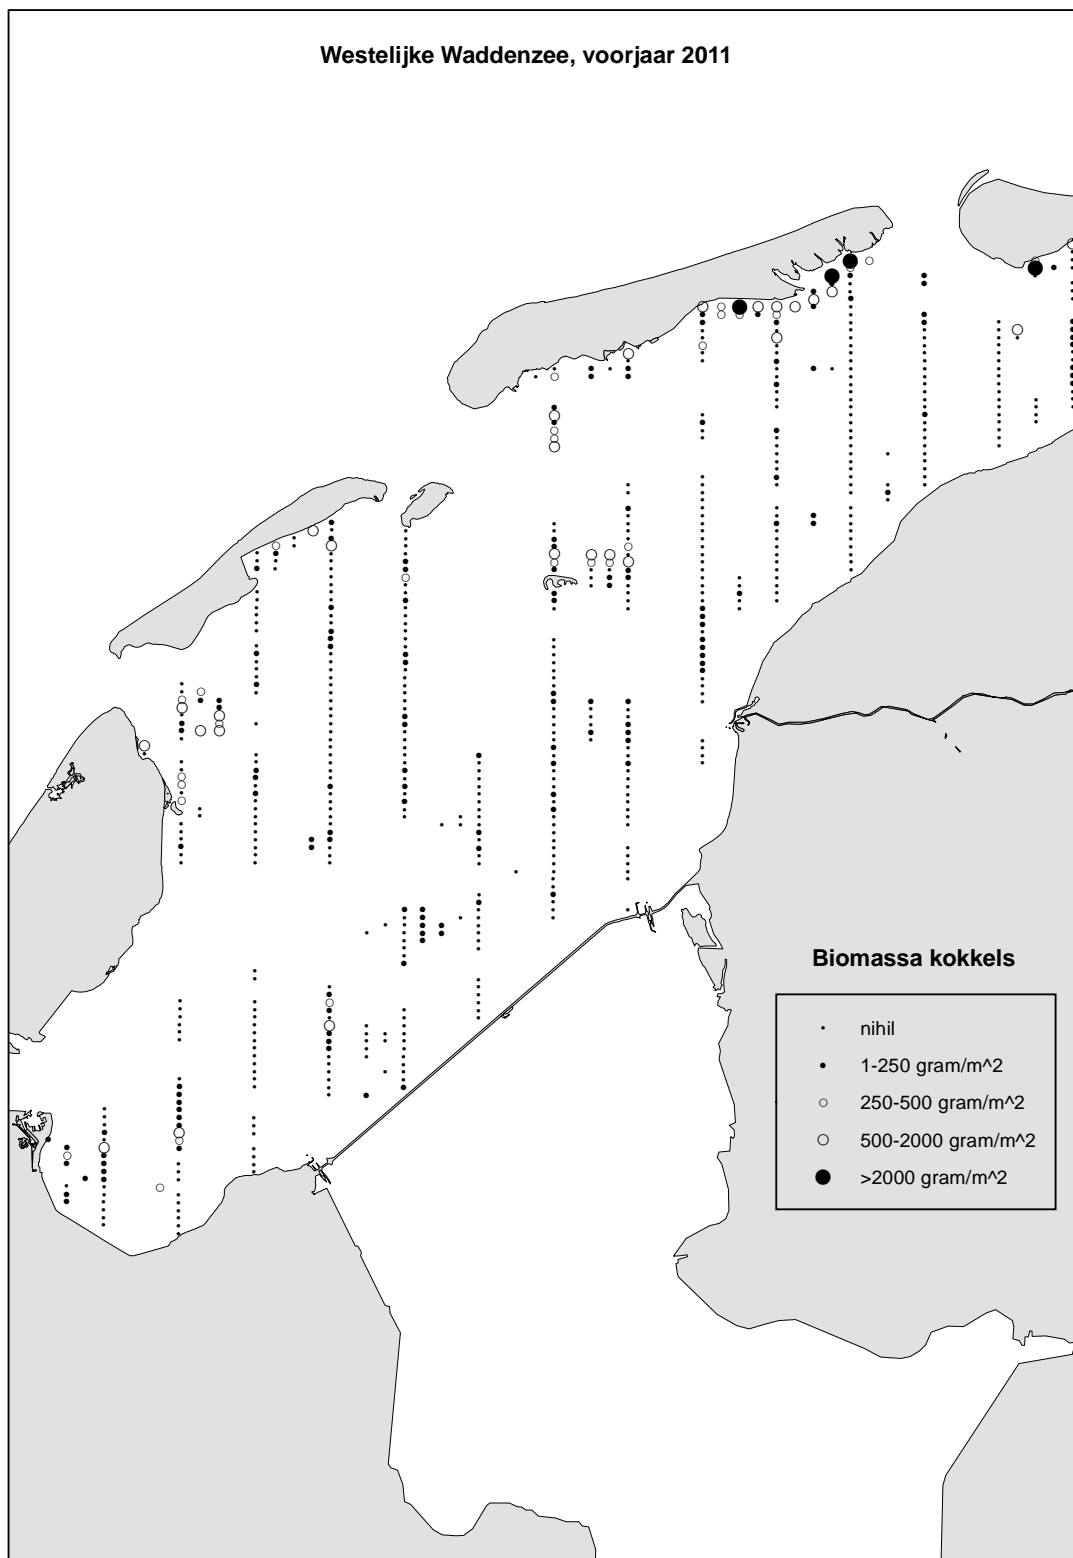 Westelijke Waddenzee, voorjaar 2011
Biomassa kokkels
nihil
1-250 gram/m^2
250-500 gram/m^2
500-2000 gram/m^2
>2000 gram/m^2